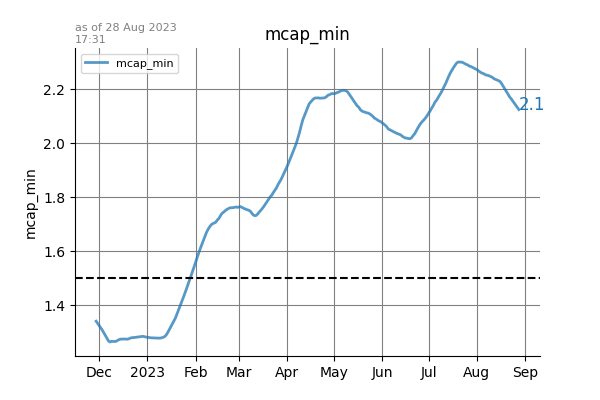 as of 28 Aug 2023
17:31
mcap_min
mcap_min
2.1
2.2
2.0
1.8
1.6
1.4
mcap_min
Dec 2023 Feb Mar Apr May Jun Jul Aug Sep